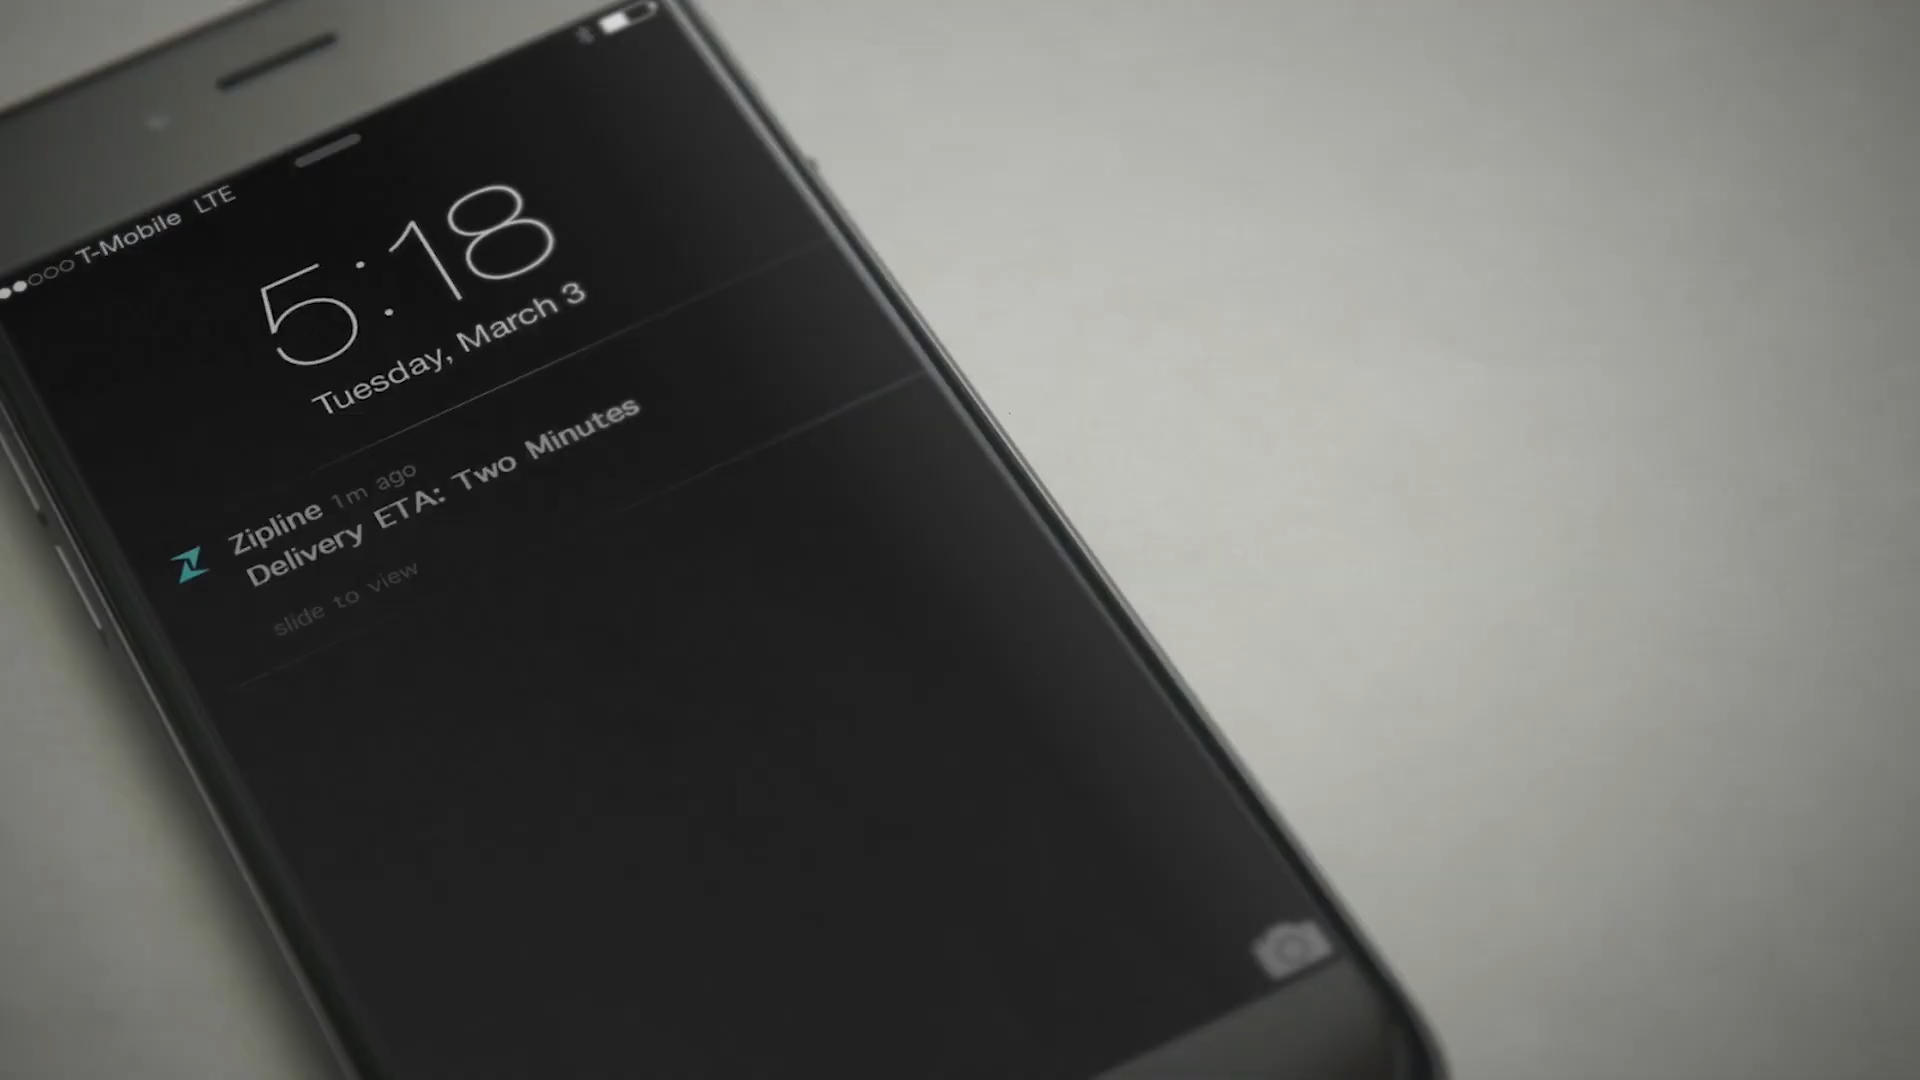 T-Mobile LTE
5:18
Tuesday, March 3
Zipline 1m ago
Delivery ETA: Two Minutes
slide to view